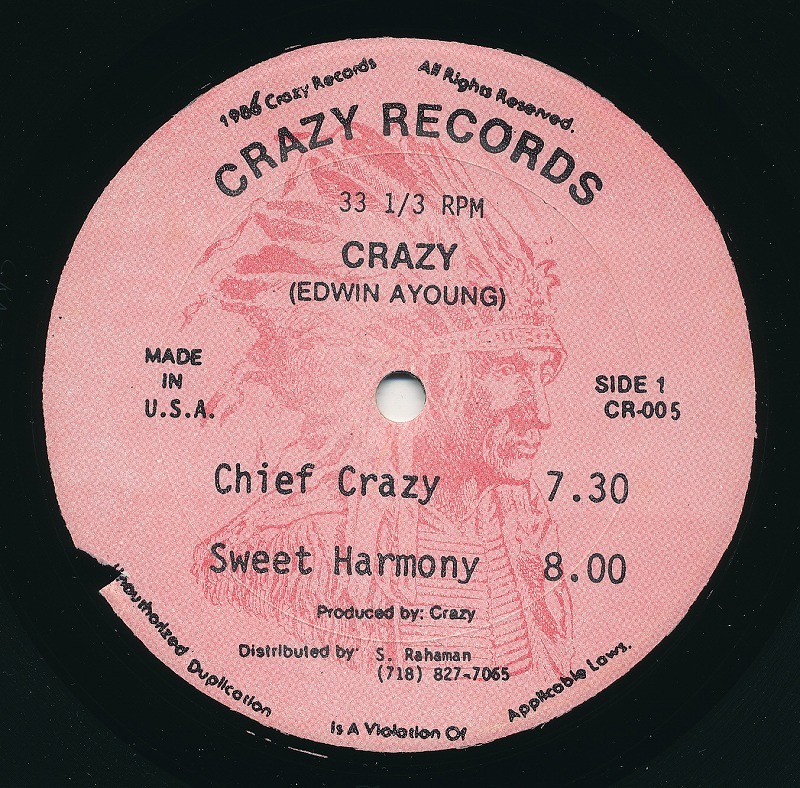 1986 Crazy Records
All Rights Reserved.
CRAZY RECORDS
33 1/3 RPM
CRAZY
(EDWIN AYOUNG)
MADE
IN
U.S.A.
SIDE 1
CR-005
Chief Crazy 7.30
Sweet Harmony 8.00
Produced by: Crazy
Distributed by: S. Rahaman
(718) 827-7065
Unauthorized Duplication
Is A Violation Of
Applicable Laws.